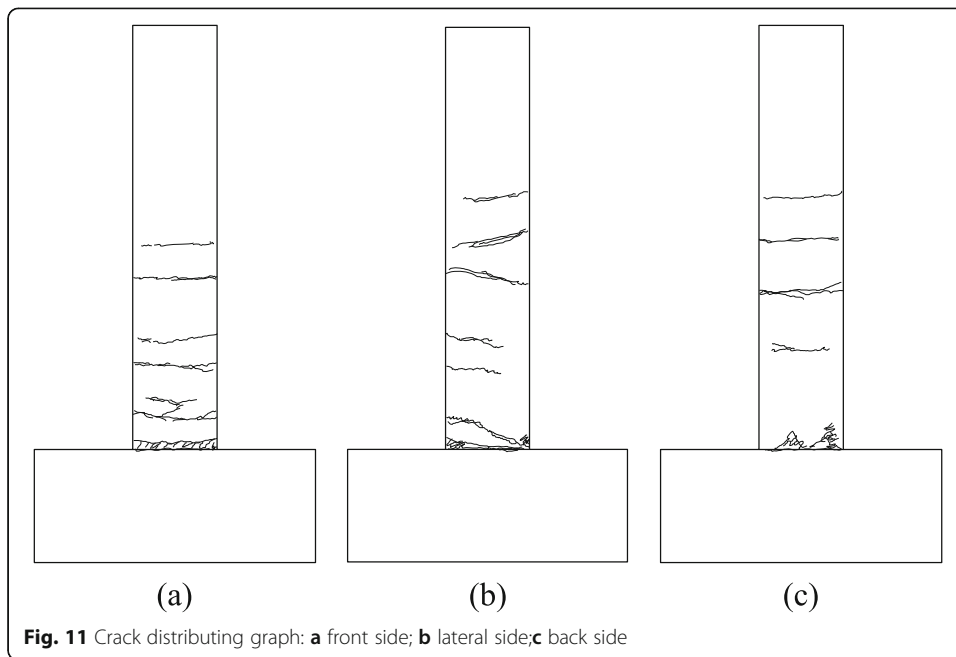 (a)
(b)
(c)
Fig. 11 Crack distributing graph: a front side; b lateral side;c back side